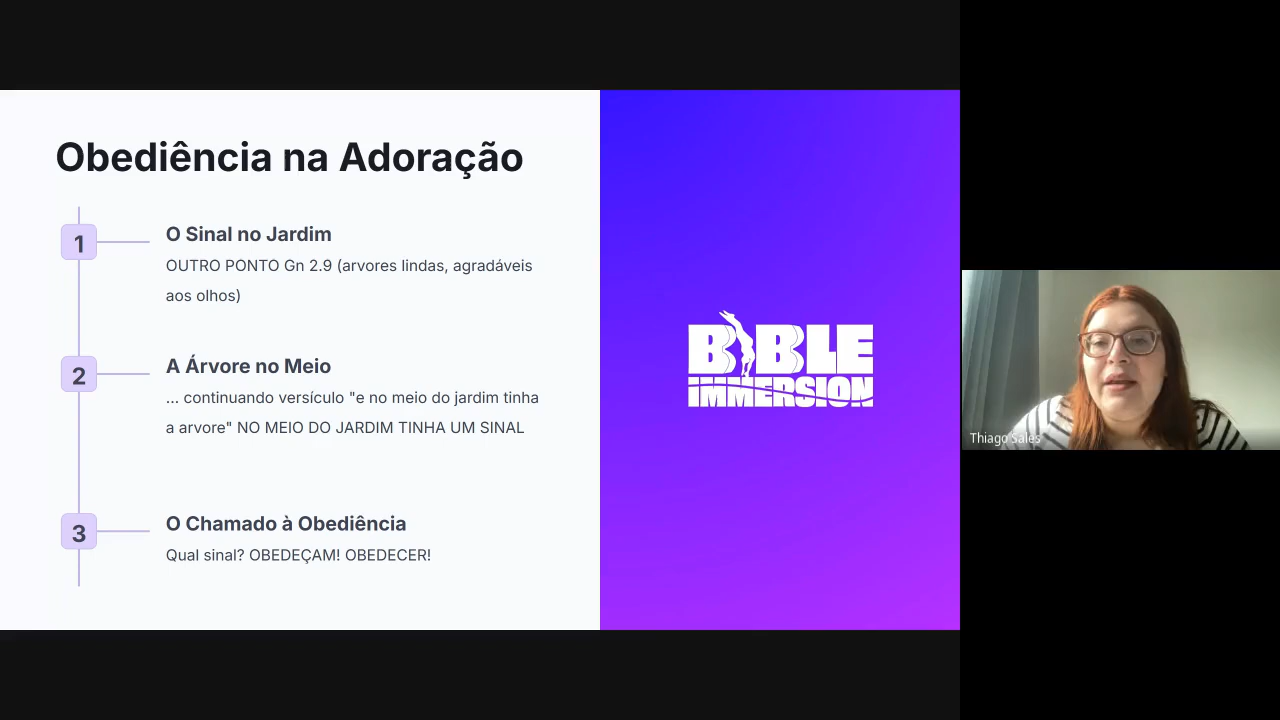 Obediência na Adoração
1
O Sinal no Jardim
OUTRO PONTO Gn 2.9 (arvores lindas, agradáveis
aos olhos)
2
A Árvore no Meio
... continuando versículo "e no meio do jardim tinha
a arvore" NO MEIO DO JARDIM TINHA UM SINAL
3
O Chamado à Obediência
Qual sinal? OBEDEÇAM! OBEDECER!
BIBLE
IMMERSION
Thiago Sales